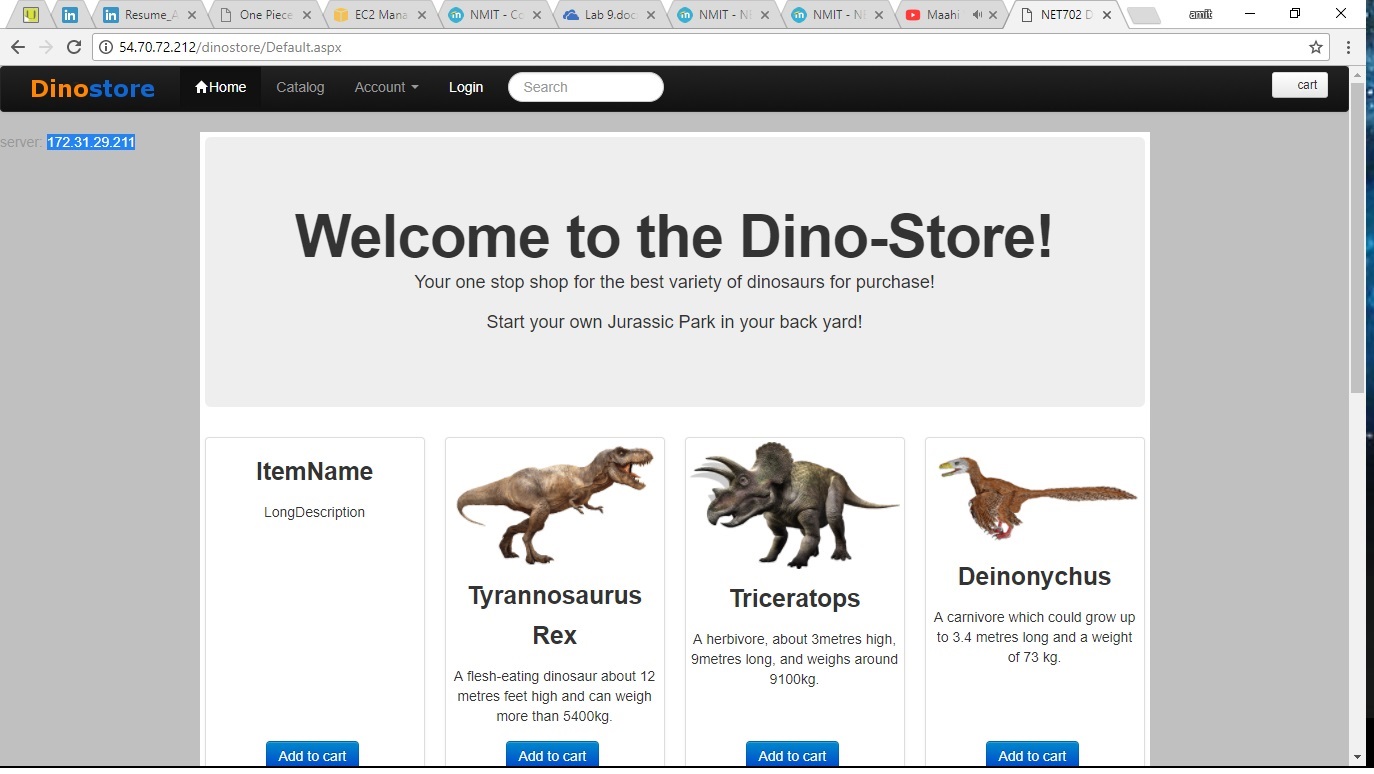 Resume_A
One Piece
EC2 Mana
NMIT - Co
Lab 9.doc
NMIT - NE
NMIT - NE
Maahi
NET702 D
amit
54.70.72.212/dinostore/Default.aspx
Dinostore
Home
Catalog
Account
Login
Search
cart
server: 172.31.29.211
Welcome to the Dino-Store!
Your one stop shop for the best variety of dinosaurs for purchase!
Start your own Jurassic Park in your back yard!
ItemName
LongDescription
Add to cart
Tyrannosaurus
Rex
A flesh-eating dinosaur about 12
metres feet high and can weigh
more than 5400kg.
Add to cart
Triceratops
A herbivore, about 3metres high,
9metres long, and weighs around
9100kg.
Add to cart
Deinonychus
A carnivore which could grow up
to 3.4 metres long and a weight
of 73 kg.
Add to cart